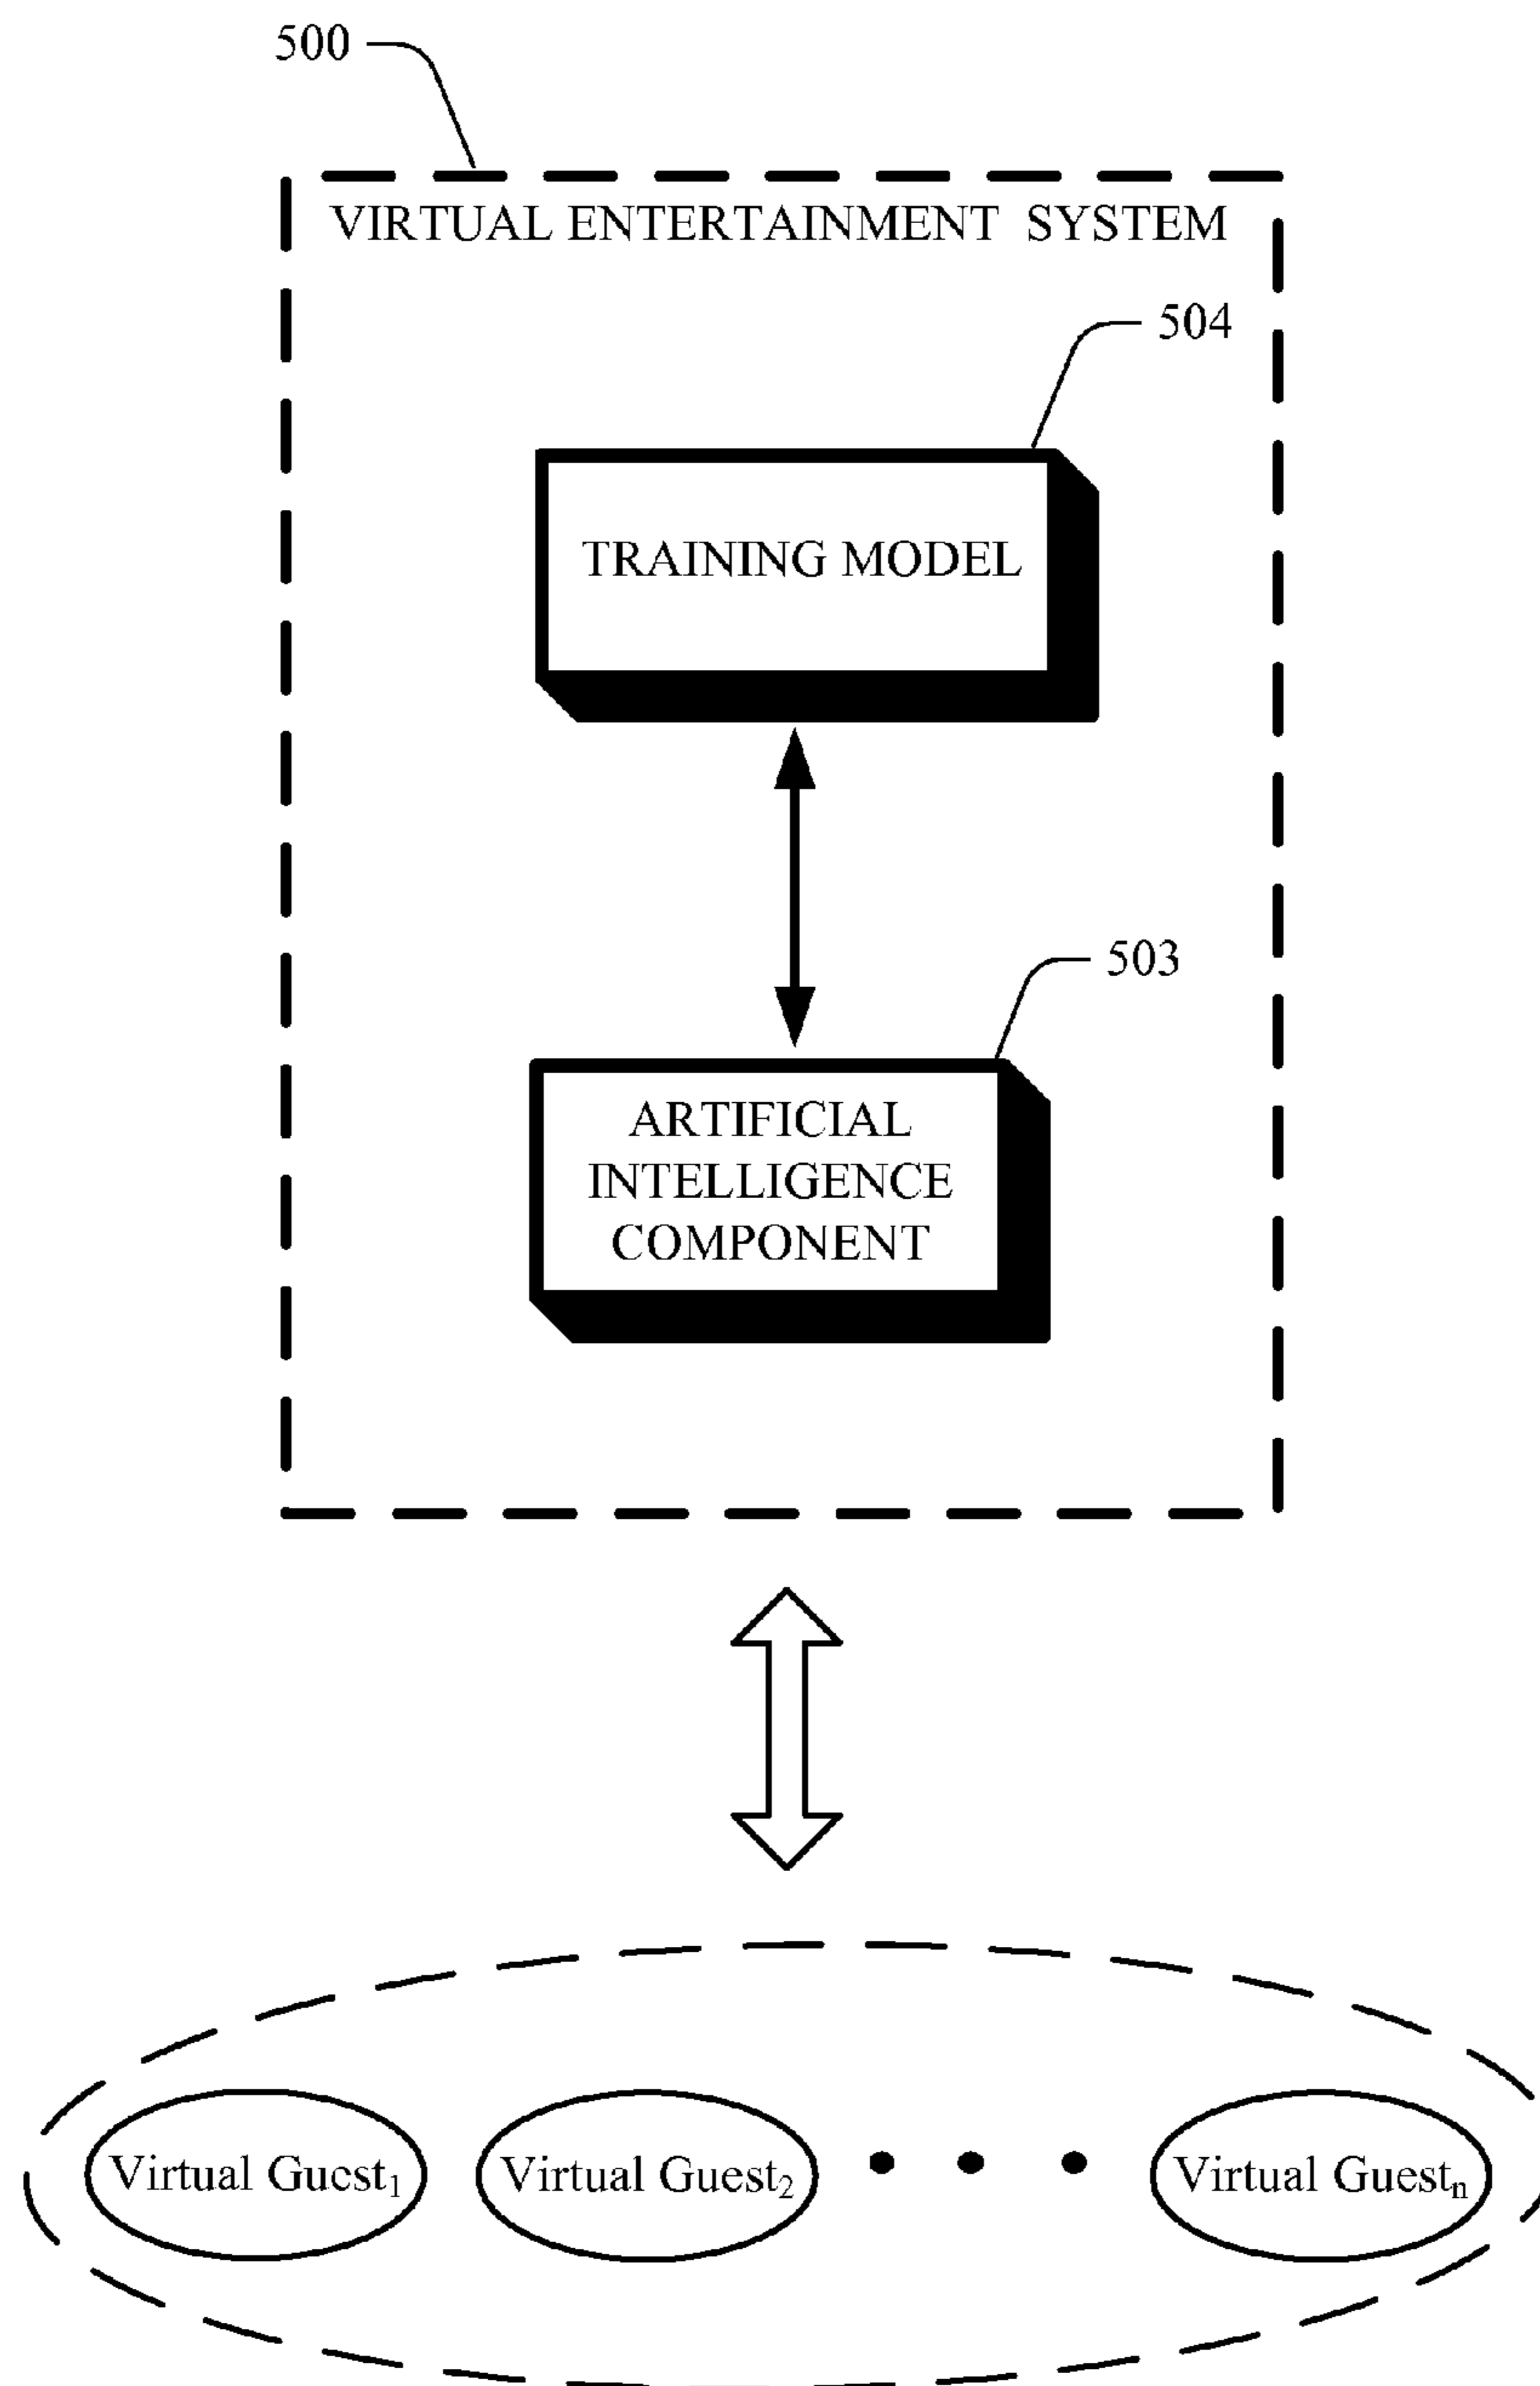 500
VIRTUAL ENTERTAINMENT SYSTEM
504
TRAINING MODEL
503
ARTIFICIAL
INTELLIGENCE
COMPONENT
Virtual Guest₁ Virtual Guest₂ • • • Virtual Guestₙ